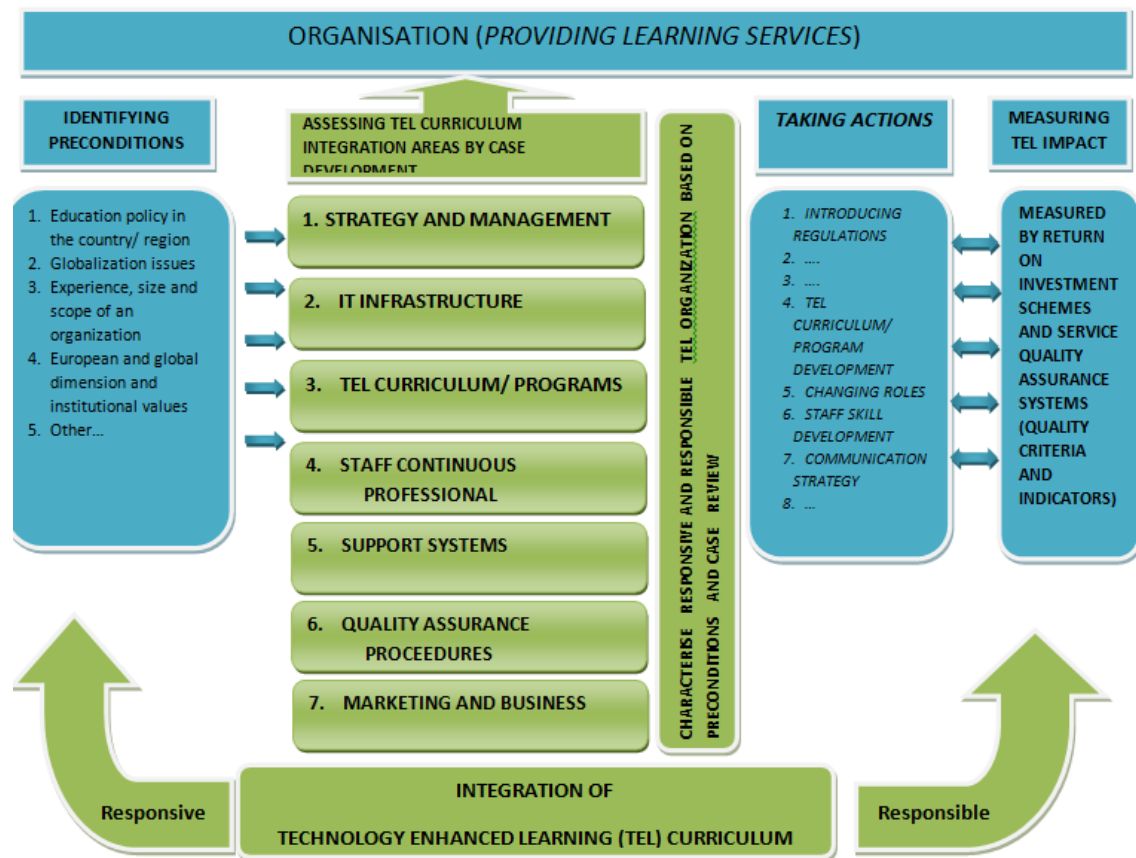 ORGANISATION (PROVIDING LEARNING SERVICES)
IDENTIFYING
PRECONDITIONS
1. Education policy in
the country/ region
2. Globalization issues
3. Experience, size and
scope of an
organization
4. European and global
dimension and
institutional values
5. Other...
ASSESSING TEL CURRICULUM
INTEGRATION AREAS BY CASE
DEVELOPMENT
1. STRATEGY AND MANAGEMENT
2. IT INFRASTRUCTURE
3. TEL CURRICULUM/ PROGRAMS
4. STAFF CONTINUOUS
PROFESSIONAL
5. SUPPORT SYSTEMS
6. QUALITY ASSURANCE
PROCEEDURES
7. MARKETING AND BUSINESS
CHARACTERISE RESPONSIVE AND RESPONSIBLE TEL ORGANIZATION BASED ON
PRECONDITIONS AND CASE REVIEW
TAKING ACTIONS
1. INTRODUCING
REGULATIONS
2. ....
3. ....
4. TEL
CURRICULUM/
PROGRAM
DEVELOPMENT
5. CHANGING ROLES
6. STAFF SKILL
DEVELOPMENT
7. COMMUNICATION
STRATEGY
8. ...
MEASURING
TEL IMPACT
MEASURED
BY RETURN
ON
INVESTMENT
SCHEMES
AND SERVICE
QUALITY
ASSURANCE
SYSTEMS
(QUALITY
CRITERIA
AND
INDICATORS)
Responsive
INTEGRATION OF
TECHNOLOGY ENHANCED LEARNING (TEL) CURRICULUM
Responsible